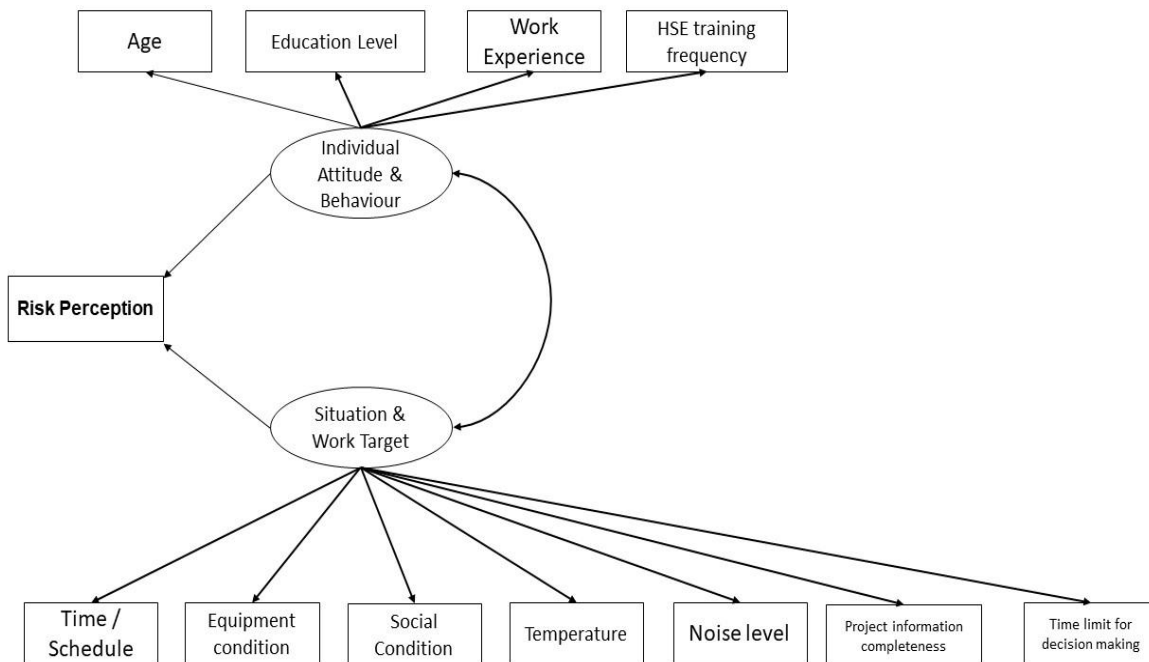 Age
Education Level
Work
Experience
HSE training
frequency
Individual
Attitude &
Behaviour
Risk Perception
Situation &
Work Target
Time /
Schedule
Equipment
condition
Social
Condition
Temperature
Noise level
Project information
completeness
Time limit for
decision making